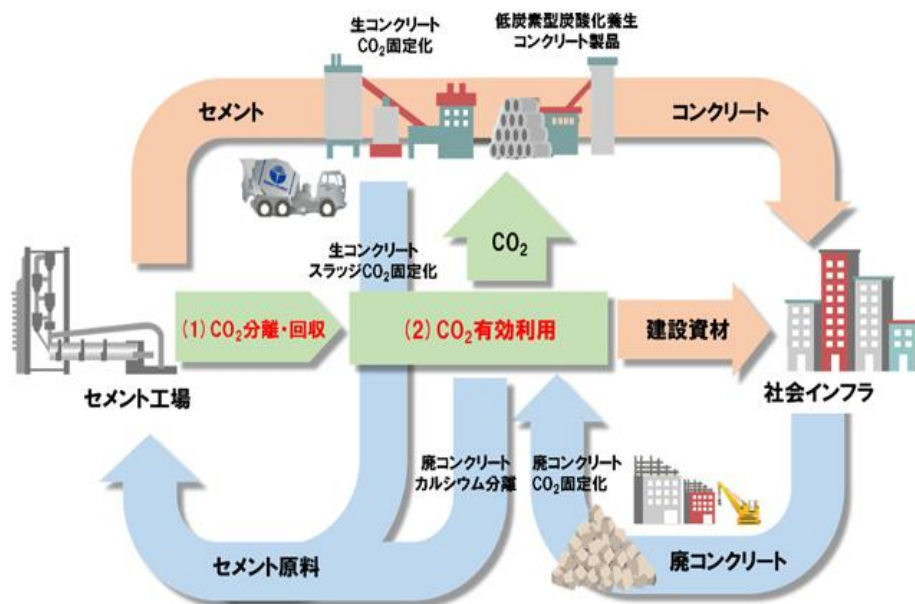 生コンクリート
CO₂固定化
低炭素型炭酸化養生
コンクリート製品
セメント
コンクリート
CO₂
生コンクリート
スラッジCO₂固定化
(1) CO₂分離・回収
(2) CO₂有効利用
建設資材
セメント工場
社会インフラ
廃コンクリート
カルシウム分離
廃コンクリート
CO₂固定化
セメント原料
廃コンクリート